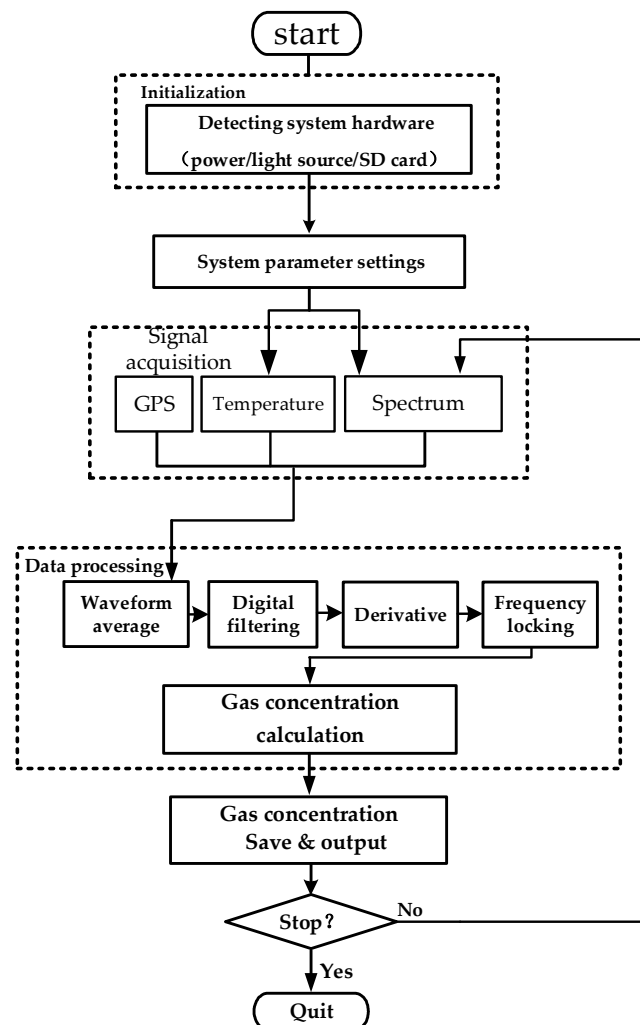 start
Initialization
Detecting system hardware
（power/light source/SD card）
System parameter settings
Signal
acquisition
GPS
Temperature
Spectrum
Data processing
Waveform
average
Digital
filtering
Derivative
Frequency
locking
Gas concentration
calculation
Gas concentration
Save & output
Stop？
No
Yes
Quit